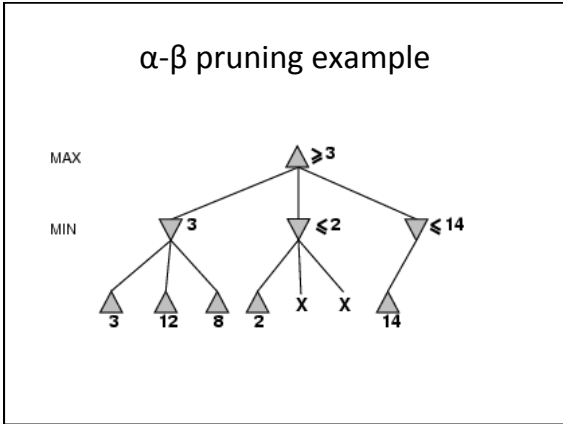 α-β pruning example
MAX ≥3
MIN 3 ≤2 ≤14
3 12 8 2 X X 14